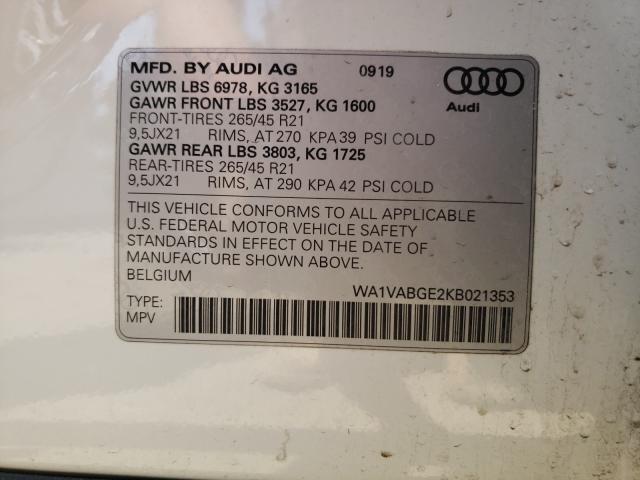 MFD. BY AUDI AG 0919
GVWR LBS 6978, KG 3165
GAWR FRONT LBS 3527, KG 1600
FRONT-TIRES 265/45 R21
9,5JX21 RIMS, AT 270 KPA 39 PSI COLD
GAWR REAR LBS 3803, KG 1725
REAR-TIRES 265/45 R21
9,5JX21 RIMS, AT 290 KPA 42 PSI COLD
Audi
THIS VEHICLE CONFORMS TO ALL APPLICABLE
U.S. FEDERAL MOTOR VEHICLE SAFETY
STANDARDS IN EFFECT ON THE DATE OF
MANUFACTURE SHOWN ABOVE.
BELGIUM
WA1VABGE2KB021353
TYPE:
MPV